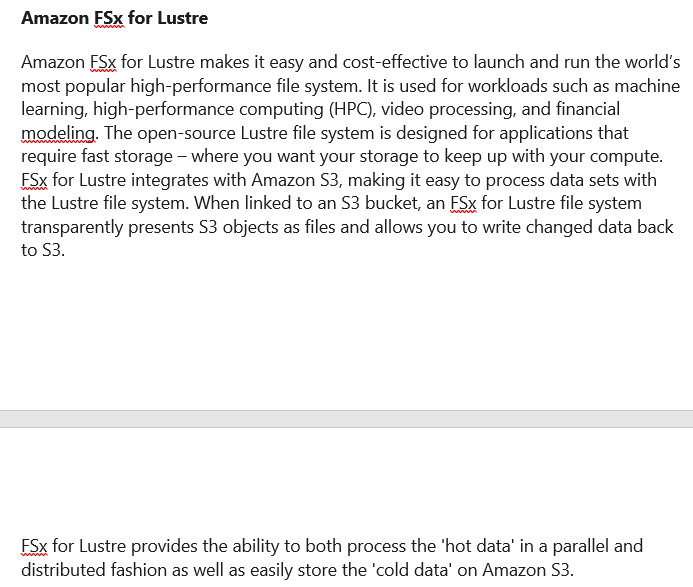 Amazon FSx for Lustre
Amazon FSx for Lustre makes it easy and cost-effective to launch and run the world’s
most popular high-performance file system. It is used for workloads such as machine
learning, high-performance computing (HPC), video processing, and financial
modeling. The open-source Lustre file system is designed for applications that
require fast storage – where you want your storage to keep up with your compute.
FSx for Lustre integrates with Amazon S3, making it easy to process data sets with
the Lustre file system. When linked to an S3 bucket, an FSx for Lustre file system
transparently presents S3 objects as files and allows you to write changed data back
to S3.
FSx for Lustre provides the ability to both process the 'hot data' in a parallel and
distributed fashion as well as easily store the 'cold data' on Amazon S3.